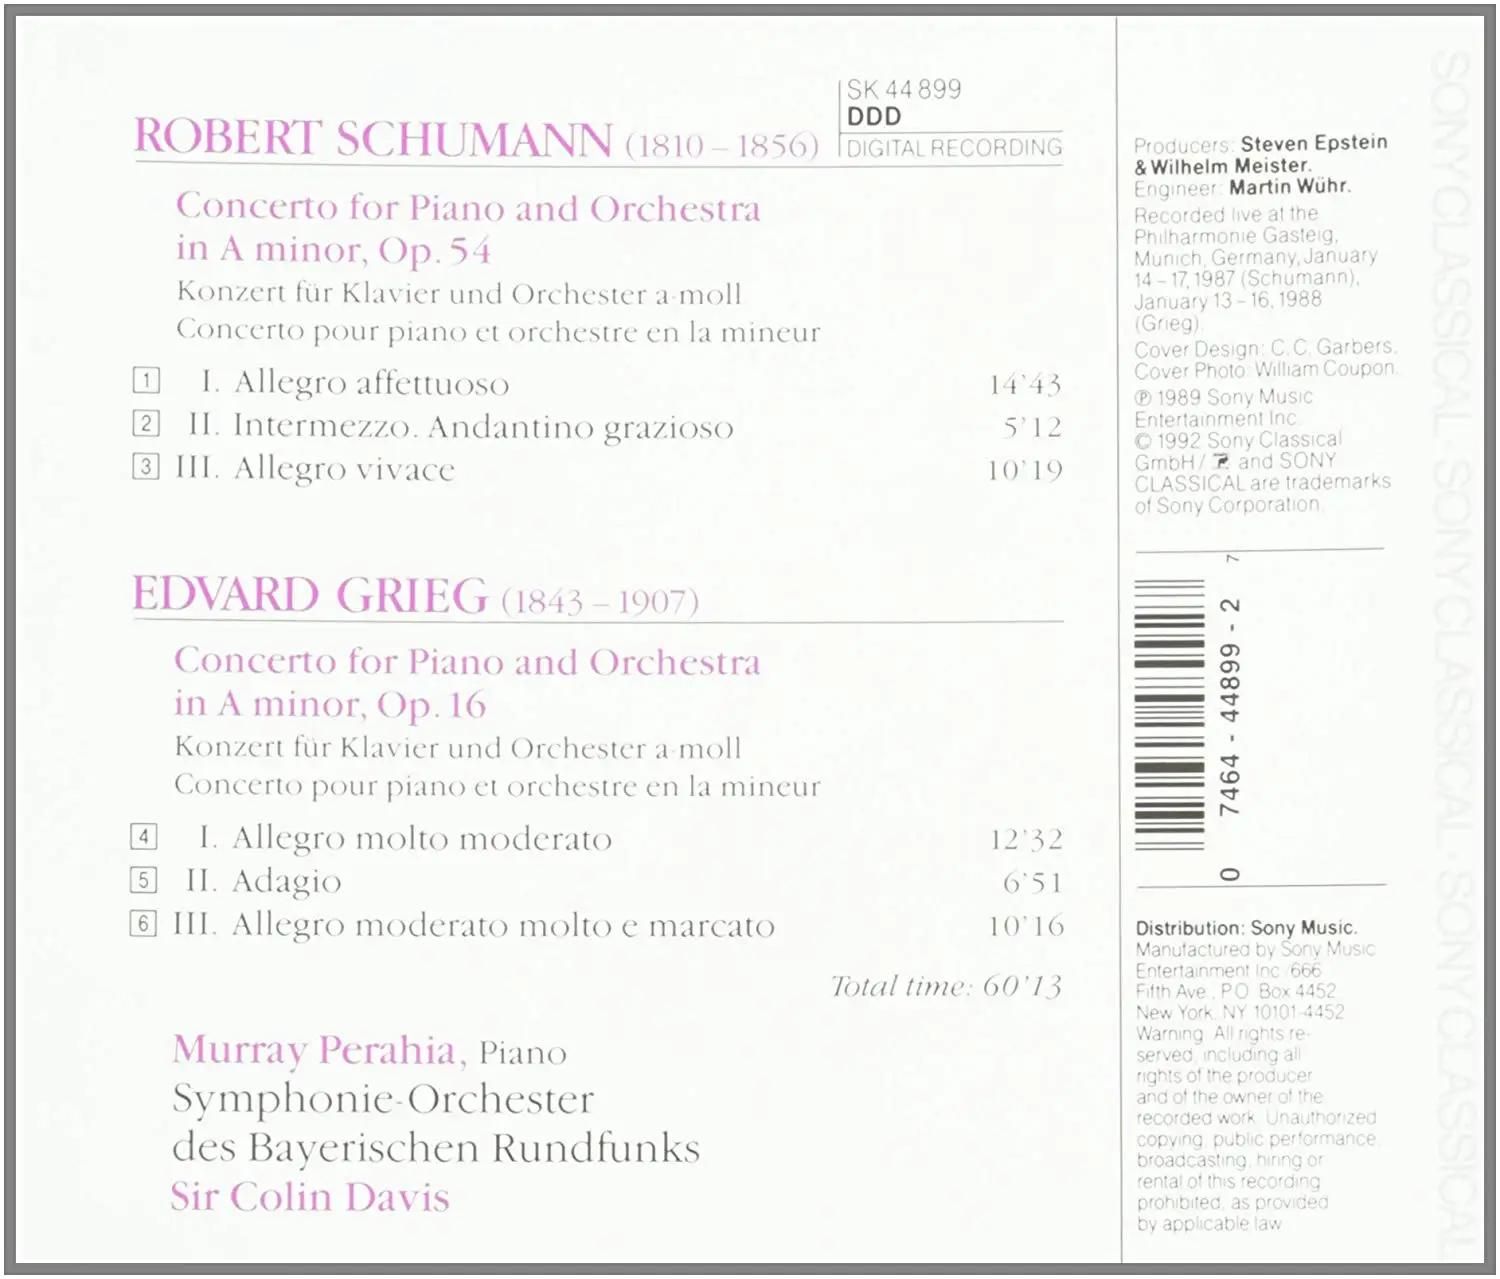 SK 44 899
DDD
DIGITAL RECORDING
ROBERT SCHUMANN (1810 – 1856)
Concerto for Piano and Orchestra
in A minor, Op. 54
Konzert für Klavier und Orchester a-moll
Concerto pour piano et orchestre en la mineur
1 I. Allegro affettuoso 14'43
2 II. Intermezzo. Andantino grazioso 5'12
3 III. Allegro vivace 10'19
EDVARD GRIEG (1843 – 1907)
Concerto for Piano and Orchestra
in A minor, Op. 16
Konzert für Klavier und Orchester a-moll
Concerto pour piano et orchestre en la mineur
4 I. Allegro molto moderato 12'32
5 II. Adagio 6'51
6 III. Allegro moderato molto e marcato 10'16
Total time: 60'13
Murray Perahia, Piano
Symphonie-Orchester
des Bayerischen Rundfunks
Sir Colin Davis
Producers: Steven Epstein
& Wilhelm Meister.
Engineer: Martin Wühr.
Recorded live at the
Philharmonie Gasteig,
Munich, Germany, January
14 – 17, 1987 (Schumann),
January 13 – 16, 1988
(Grieg).
Cover Design: C. C. Garbers.
Cover Photo: William Coupon.
℗ 1989 Sony Music
Entertainment Inc.
© 1992 Sony Classical
GmbH/ and SONY
CLASSICAL are trademarks
of Sony Corporation.
0 7464-44899-2 7
Distribution: Sony Music.
Manufactured by Sony Music
Entertainment Inc. /666
Fifth Ave., P.O. Box 4452
New York, NY 10101-4452
Warning: All rights re-
served, including all
rights of the producer
and of the owner of the
recorded work. Unauthorized
copying, public performance,
broadcasting, hiring or
rental of this recording
prohibited, as provided
by applicable law.
SONY CLASSICAL · SONY CLASSICAL · SONY CLASSICAL